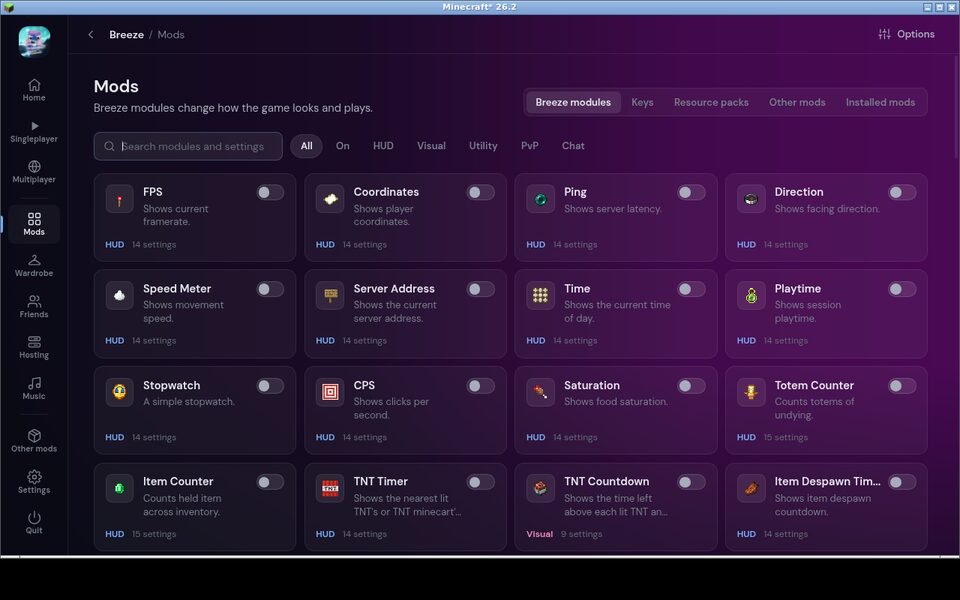 Minecraft* 26.2
Breeze / Mods
Options
Home
Singleplayer
Multiplayer
Mods
Wardrobe
Friends
Hosting
Music
Other mods
Settings
Quit
Mods
Breeze modules change how the game looks and plays.
Breeze modules
Keys
Resource packs
Other mods
Installed mods
Search modules and settings
All
On
HUD
Visual
Utility
PvP
Chat
FPS
Shows current
framerate.
HUD 14 settings
Coordinates
Shows player
coordinates.
HUD 14 settings
Ping
Shows server latency.
HUD 14 settings
Direction
Shows facing direction.
HUD 14 settings
Speed Meter
Shows movement
speed.
HUD 14 settings
Server Address
Shows the current
server address.
HUD 14 settings
Time
Shows the current time
of day.
HUD 14 settings
Playtime
Shows session
playtime.
HUD 14 settings
Stopwatch
A simple stopwatch.
HUD 14 settings
CPS
Shows clicks per
second.
HUD 14 settings
Saturation
Shows food saturation.
HUD 14 settings
Totem Counter
Counts totems of
undying.
HUD 15 settings
Item Counter
Counts held item
across inventory.
HUD 15 settings
TNT
TNT Timer
Shows the nearest lit
TNT's or TNT minecart'...
HUD 14 settings
TNT Countdown
Shows the time left
above each lit TNT an...
Visual 9 settings
Item Despawn Tim...
Shows item despawn
countdown.
HUD 14 settings